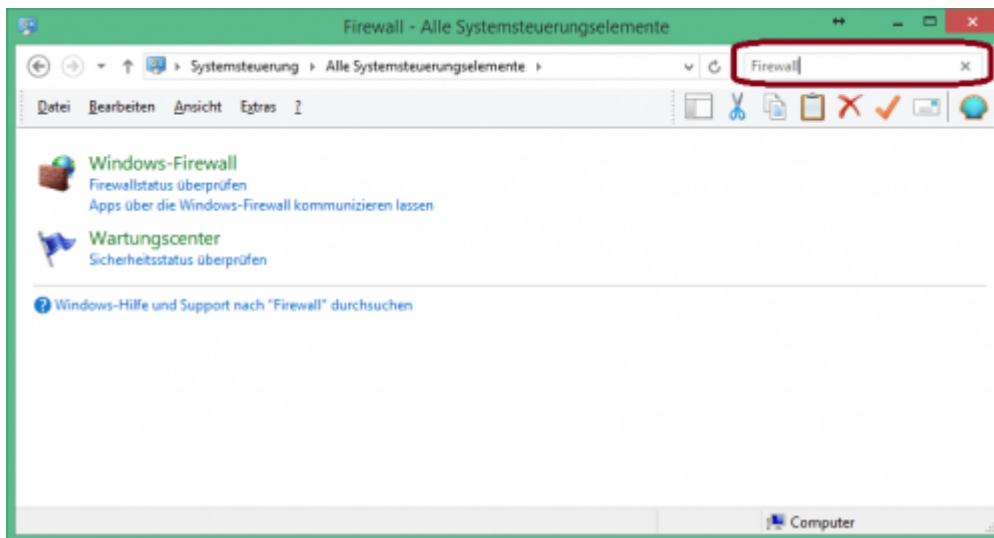 Firewall - Alle Systemsteuerungselemente
Systemsteuerung Alle Systemsteuerungselemente
Firewall
Datei Bearbeiten Ansicht Extras ?
Windows-Firewall
Firewallstatus überprüfen
Apps über die Windows-Firewall kommunizieren lassen
Wartungscenter
Sicherheitsstatus überprüfen
Windows-Hilfe und Support nach "Firewall" durchsuchen
Computer